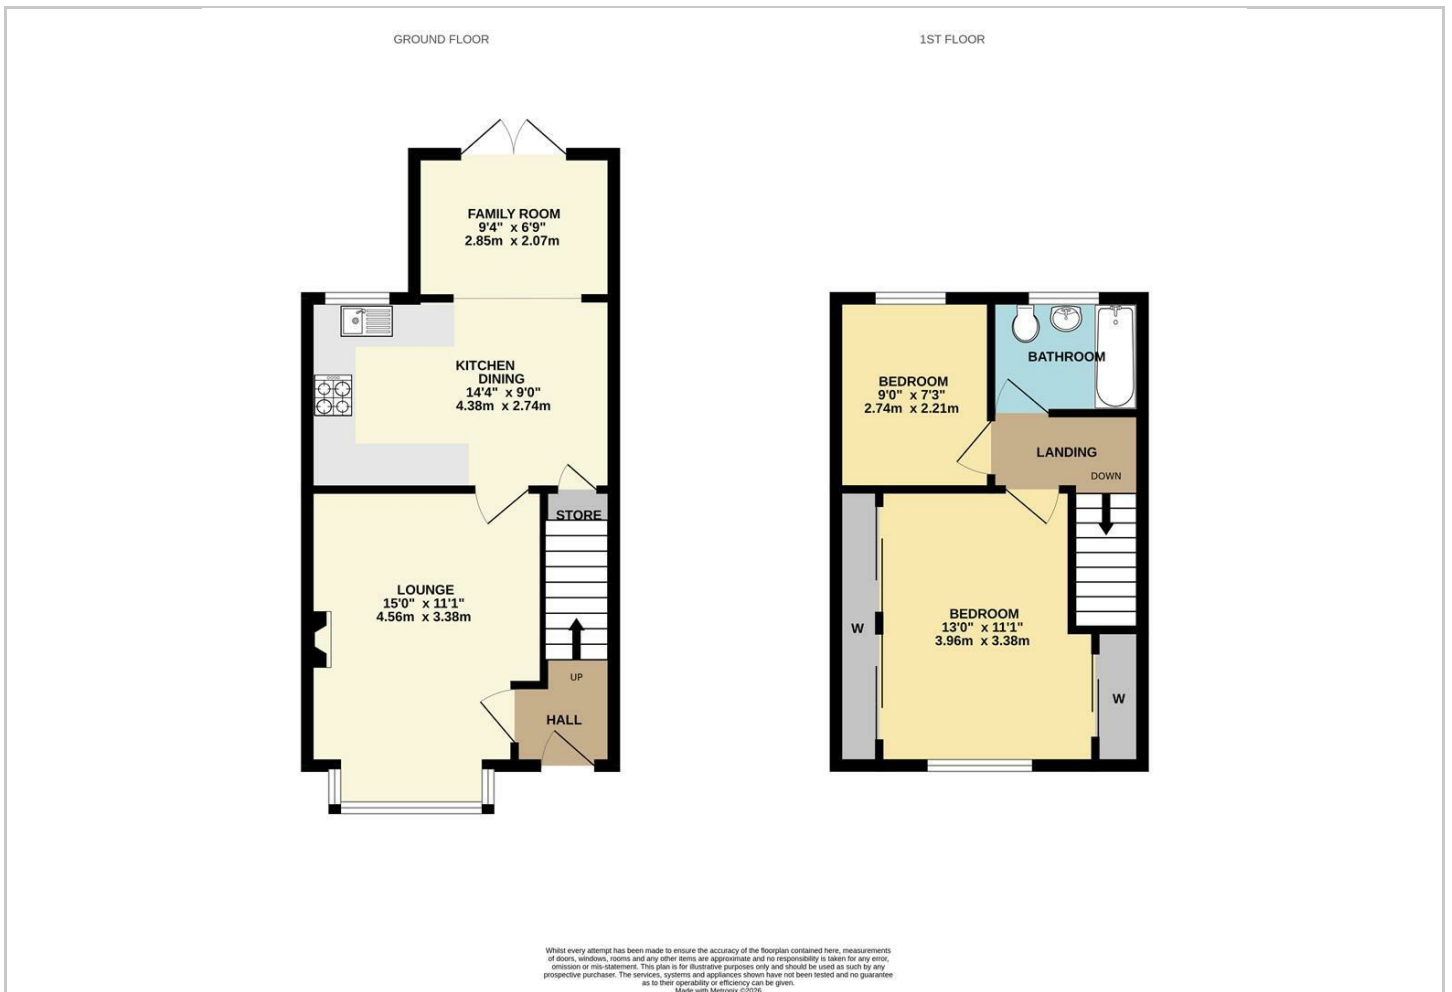 GROUND FLOOR
1ST FLOOR
FAMILY ROOM
9'4" x 6'9"
2.85m x 2.07m
KITCHEN
DINING
14'4" x 9'0"
4.38m x 2.74m
STORE
LOUNGE
15'0" x 11'1"
4.56m x 3.38m
UP
HALL
BATHROOM
BEDROOM
9'0" x 7'3"
2.74m x 2.21m
LANDING
DOWN
BEDROOM
13'0" x 11'1"
3.96m x 3.38m
W
W
Whilst every attempt has been made to ensure the accuracy of the floorplan contained here, measurements
of doors, windows, rooms and any other items are approximate and no responsibility is taken for any error,
omission or mis-statement. This plan is for illustrative purposes only and should be used as such by any
prospective purchaser. The services, systems and appliances shown have not been tested and no guarantee
as to their operability or efficiency can be given.
Made with Metropix ©2026